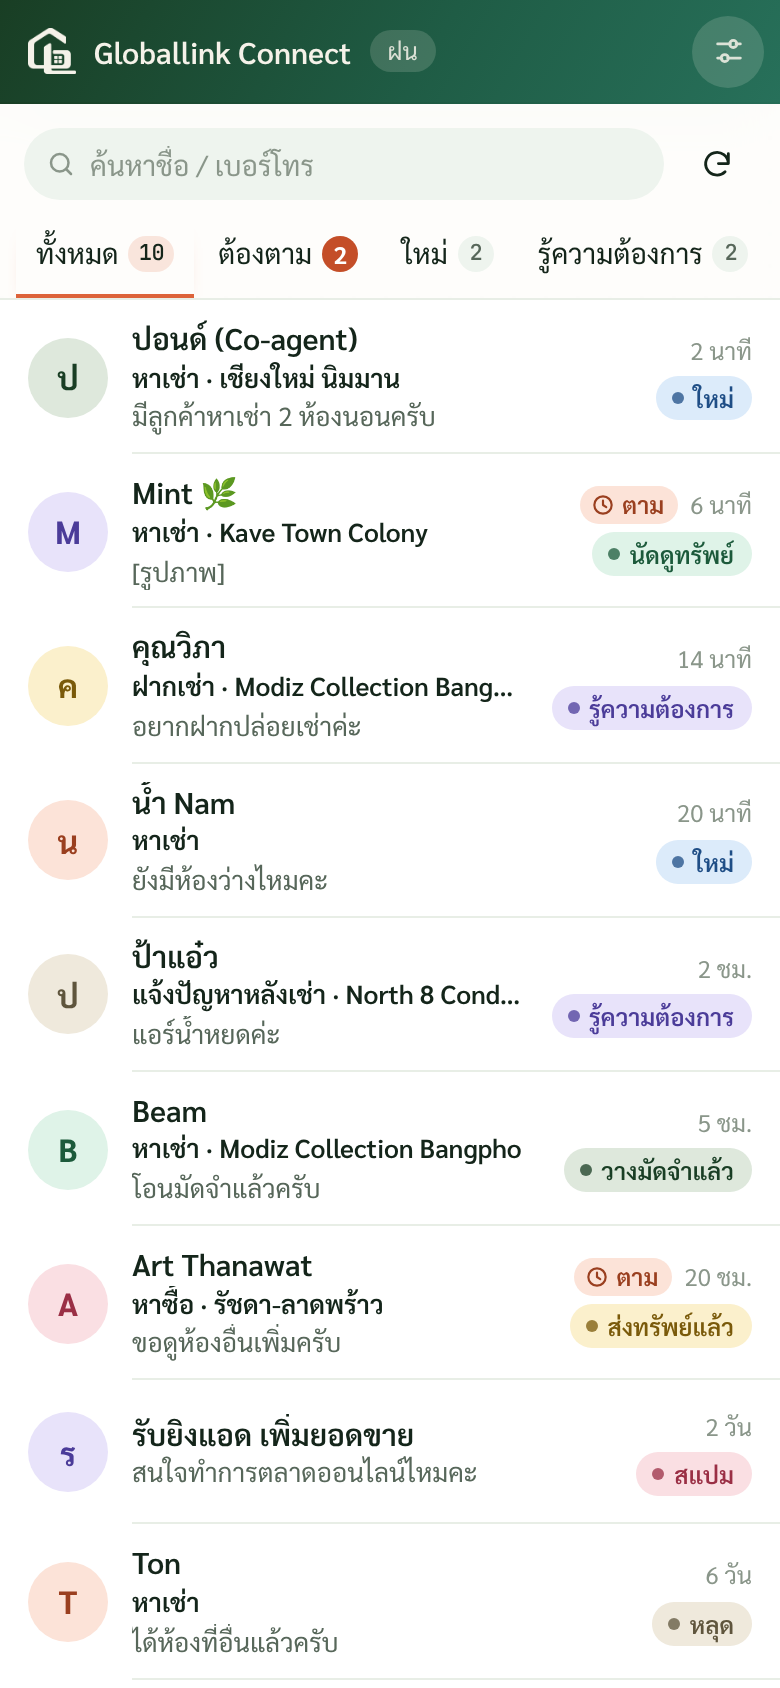 Globallink Connect ฝน
ค้นหาชื่อ / เบอร์โทร
ทั้งหมด 10 ต้องตาม 2 ใหม่ 2 รู้ความต้องการ 2
ป ปอนด์ (Co-agent) 2 นาที
หาเช่า · เชียงใหม่ นิมมาน ใหม่
มีลูกค้าหาเช่า 2 ห้องนอนครับ
M Mint 🌿 ตาม 6 นาที
หาเช่า · Kave Town Colony นัดดูทรัพย์
[รูปภาพ]
ค คุณวิภา 14 นาที
ฝากเช่า · Modiz Collection Bang... รู้ความต้องการ
อยากฝากปล่อยเช่าค่ะ
น น้ำ Nam 20 นาที
หาเช่า ใหม่
ยังมีห้องว่างไหมคะ
ป ป้าแอ๋ว 2 ชม.
แจ้งปัญหาหลังเช่า · North 8 Cond... รู้ความต้องการ
แอร์น้ำหยดค่ะ
B Beam 5 ชม.
หาเช่า · Modiz Collection Bangpho วางมัดจำแล้ว
โอนมัดจำแล้วครับ
A Art Thanawat ตาม 20 ชม.
หาซื้อ · รัชดา-ลาดพร้าว ส่งทรัพย์แล้ว
ขอดูห้องอื่นเพิ่มครับ
ร รับยิงแอด เพิ่มยอดขาย 2 วัน
สนใจทำการตลาดออนไลน์ไหมคะ สแปม
T Ton 6 วัน
หาเช่า หลุด
ได้ห้องที่อื่นแล้วครับ